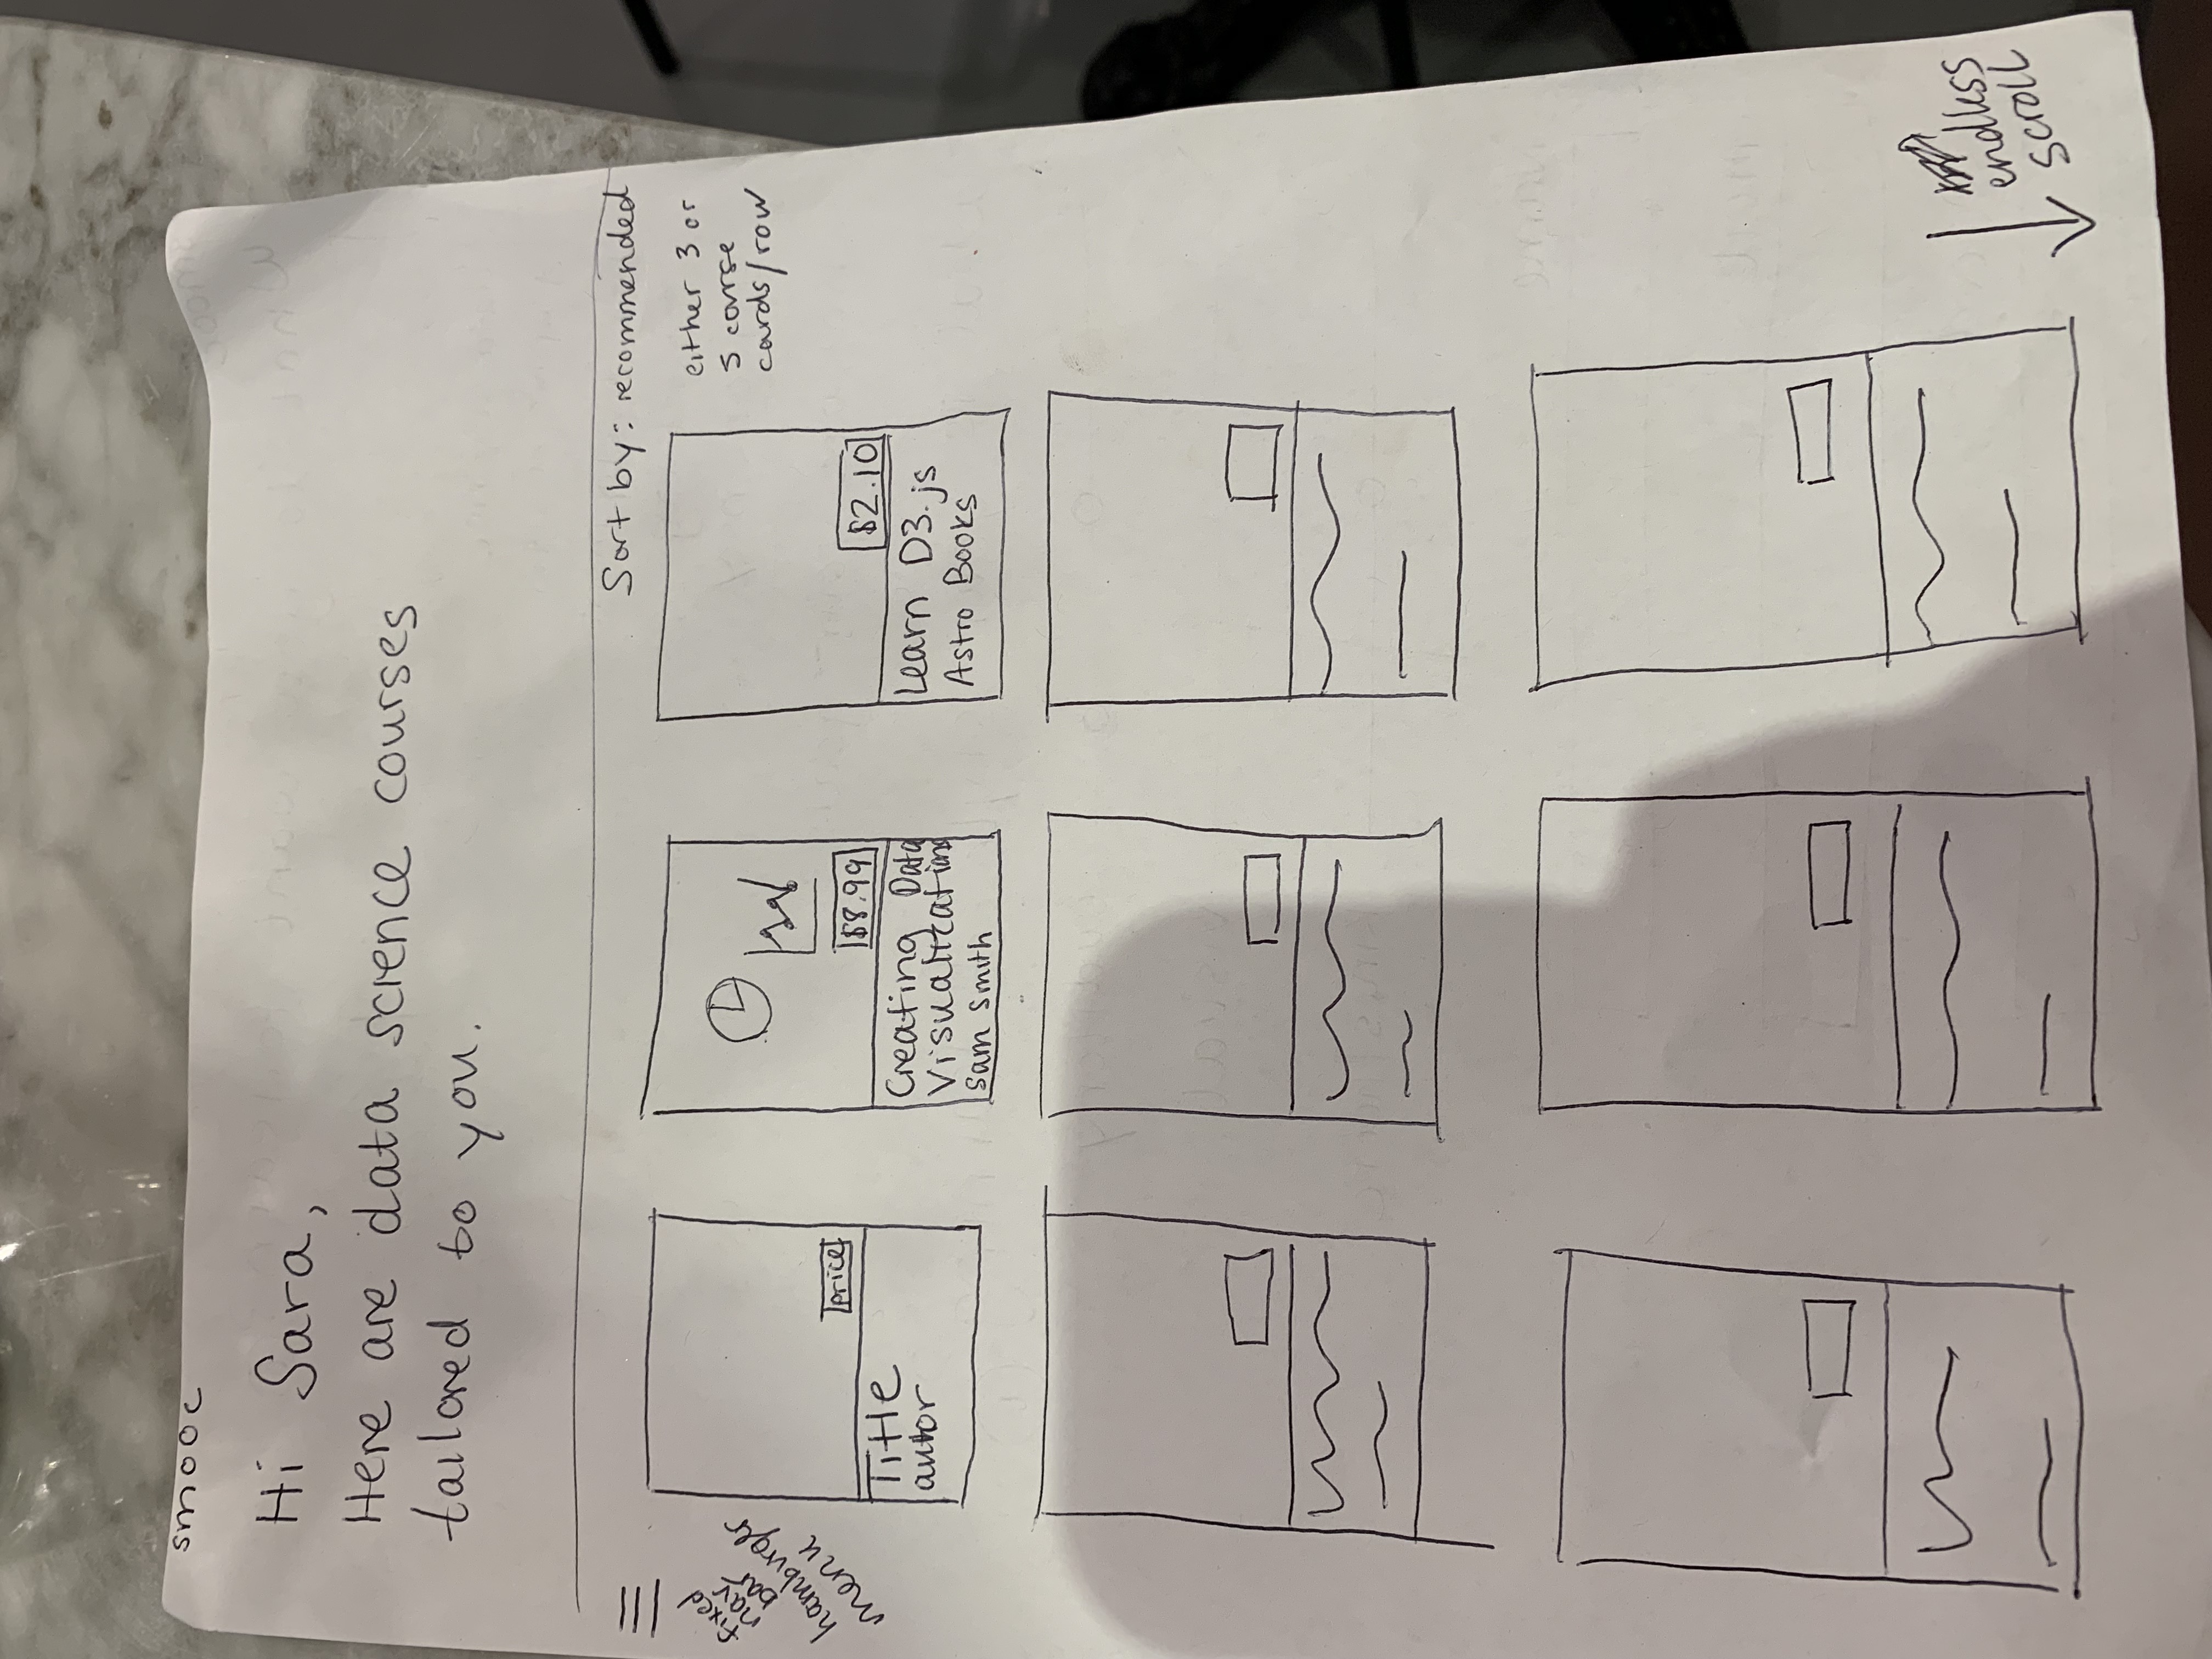 smooc
Hi Sara,
Here are data science courses
tailored to you.
Sort by: recommended
fixed
nav
bar
hamburger
menu
either 3 or
5 course
cards/row
price
Title
autor
$8.99
Creating Data
Visualizations
Sam Smith
$2.10
Learn D3.js
Astro Books
endless
scroll